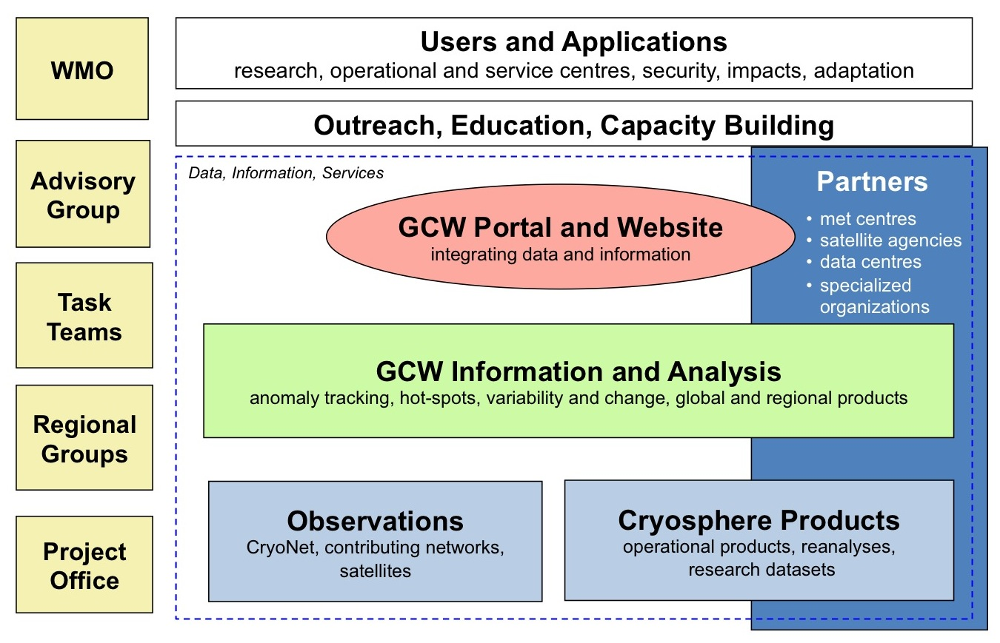 WMO
Advisory
Group
Task
Teams
Regional
Groups
Project
Office
Users and Applications
research, operational and service centres, security, impacts, adaptation
Outreach, Education, Capacity Building
Data, Information, Services
GCW Portal and Website
integrating data and information
Partners
• met centres
• satellite agencies
• data centres
• specialized
organizations
GCW Information and Analysis
anomaly tracking, hot-spots, variability and change, global and regional products
Observations
CryoNet, contributing networks,
satellites
Cryosphere Products
operational products, reanalyses,
research datasets